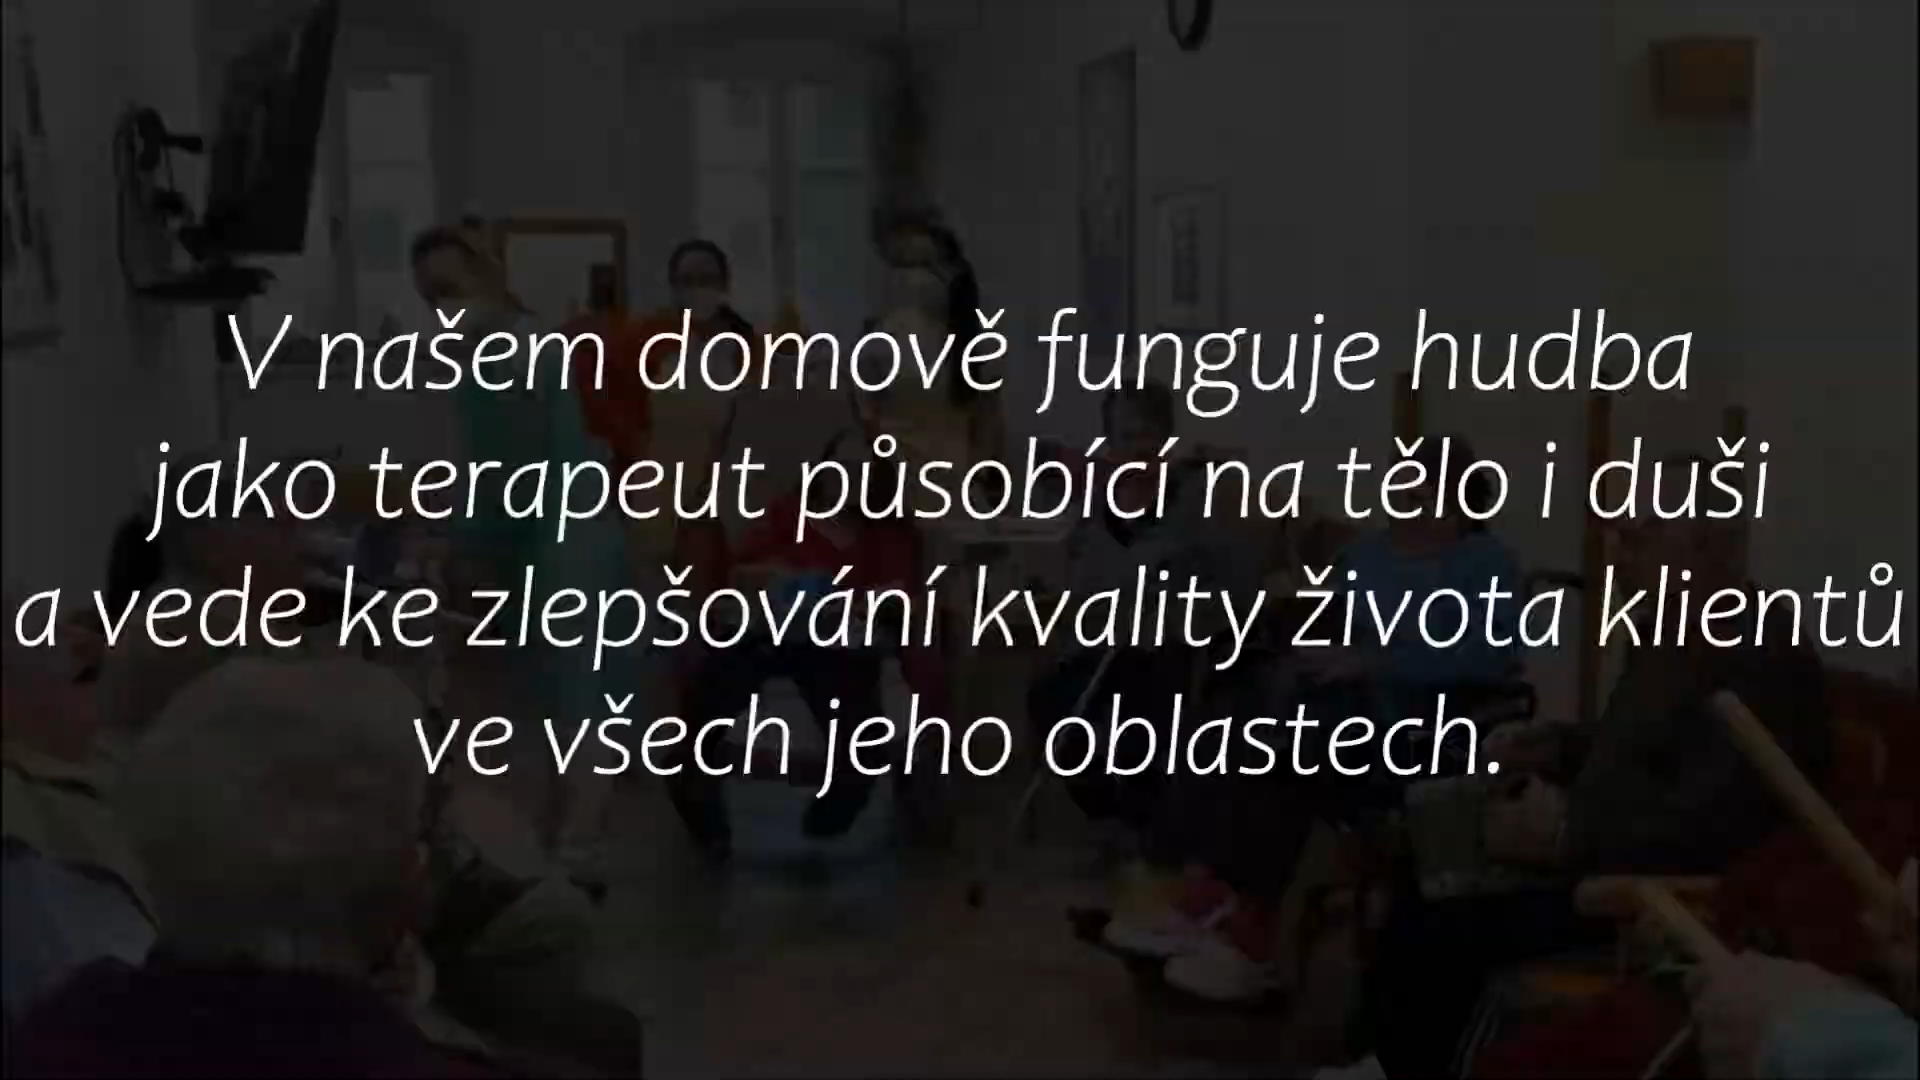 V našem domově funguje hudba
jako terapeut působící na tělo i duši
a vede ke zlepšování kvality života klientů
ve všech jeho oblastech.